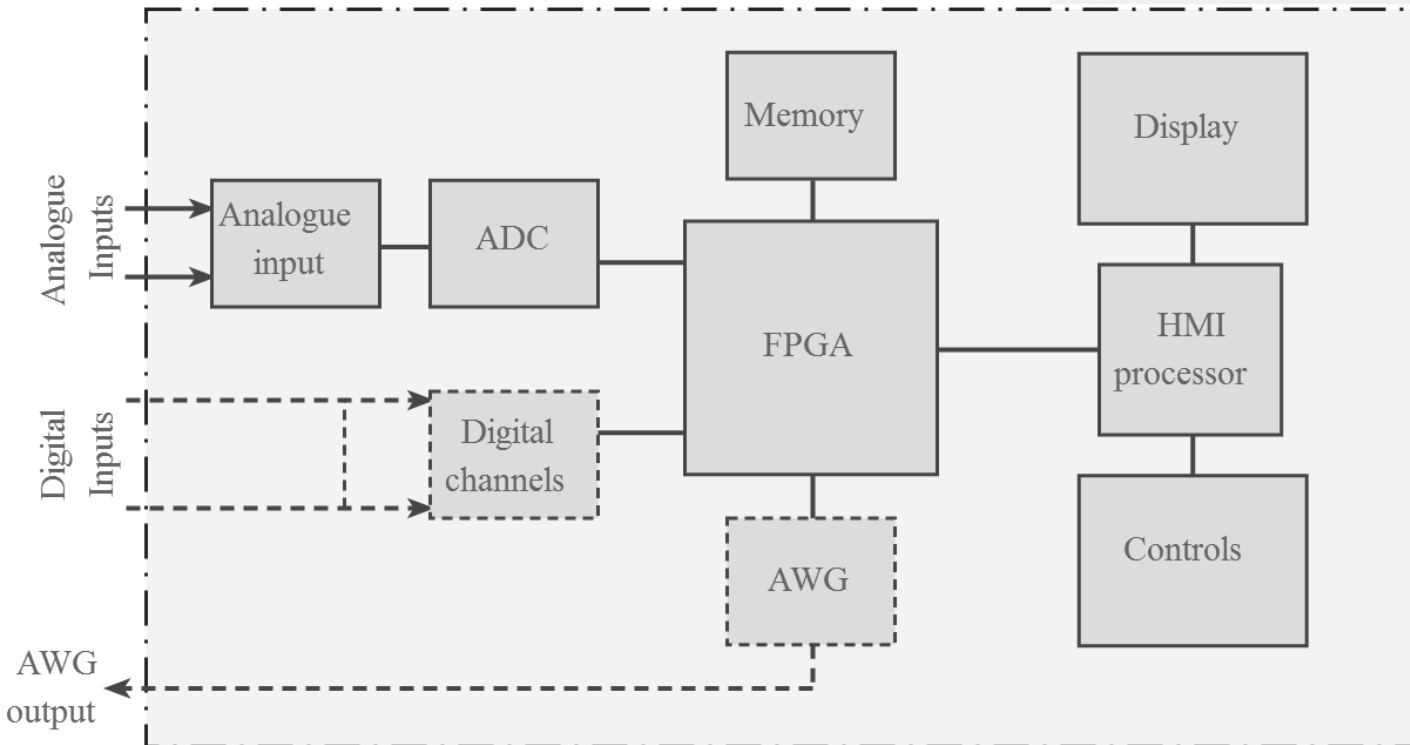 Memory
Display
Analogue
Inputs
Analogue
input
ADC
FPGA
HMI
processor
Digital
Inputs
Digital
channels
AWG
Controls
AWG
output